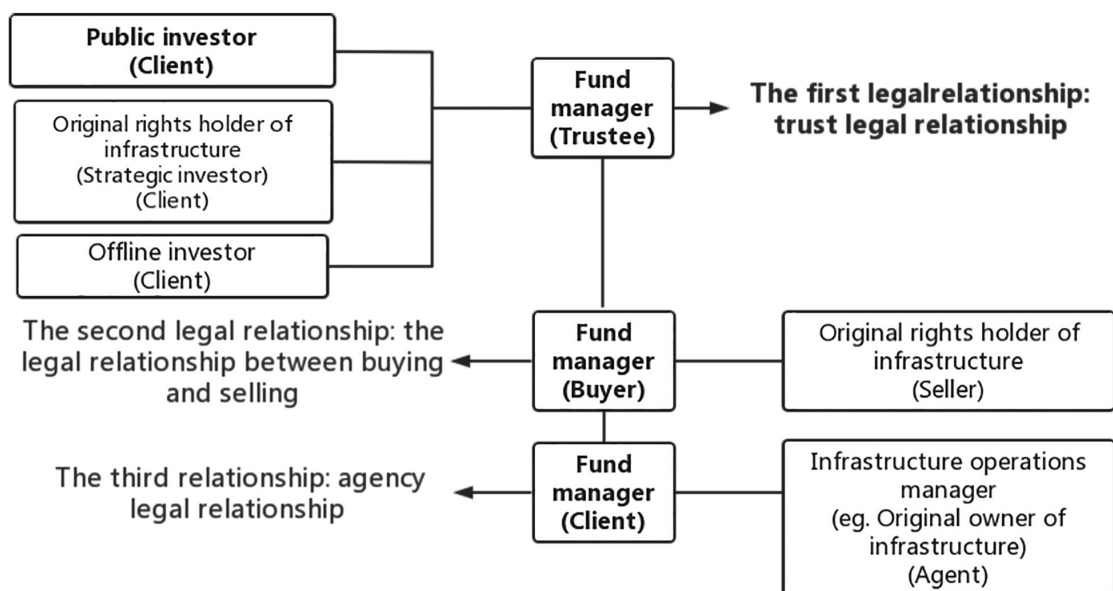 Public investor
(Client)
Original rights holder of
infrastructure
(Strategic investor)
(Client)
Offline investor
(Client)
Fund
manager
(Trustee)
The first legalrelationship:
trust legal relationship
The second legal relationship: the
legal relationship between buying
and selling
Fund
manager
(Buyer)
Original rights holder of
infrastructure
(Seller)
The third relationship: agency
legal relationship
Fund
manager
(Client)
Infrastructure operations
manager
(eg. Original owner of
infrastructure)
(Agent)